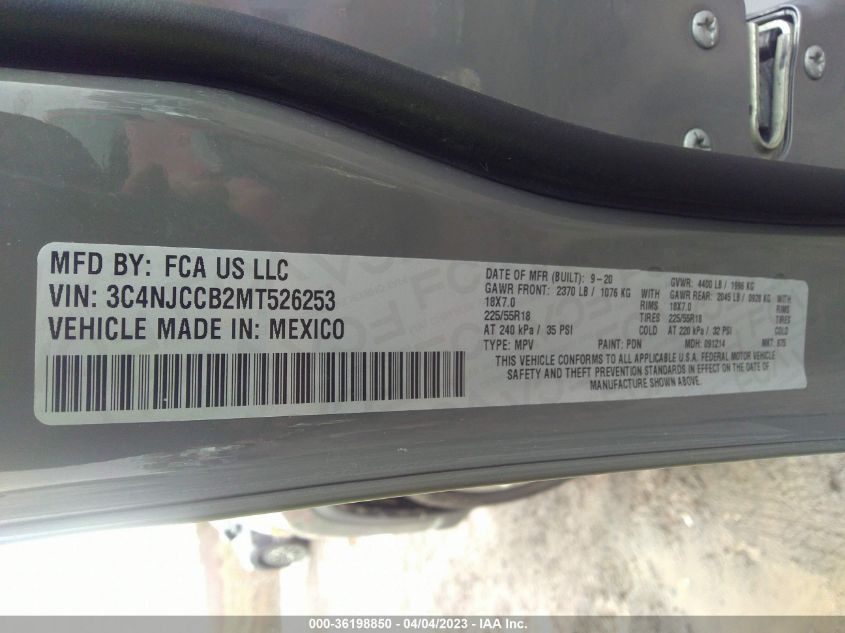 MFD BY: FCA US LLC
VIN: 3C4NJCCB2MT526253
VEHICLE MADE IN: MEXICO
DATE OF MFR (BUILT): 9-20 GVWR: 4400 LB / 1996 KG
GAWR FRONT: 2370 LB / 1076 KG GAWR REAR: 2045 LB / 0928 KG
18X7.0 RIMS 18X7.0 RIMS
225/55R18 TIRES 225/55R18 TIRES
AT 240 kPa / 35 PSI COLD AT 220 kPa / 32 PSI COLD
TYPE: MPV PAINT: PDN MDH: 091214 MKT:
THIS VEHICLE CONFORMS TO ALL APPLICABLE U.S.A. FEDERAL MOTOR VEHICLE
SAFETY AND THEFT PREVENTION STANDARDS IN EFFECT ON THE DATE OF
MANUFACTURE SHOWN ABOVE.
000-36198850 - 04/04/2023 - IAA Inc.